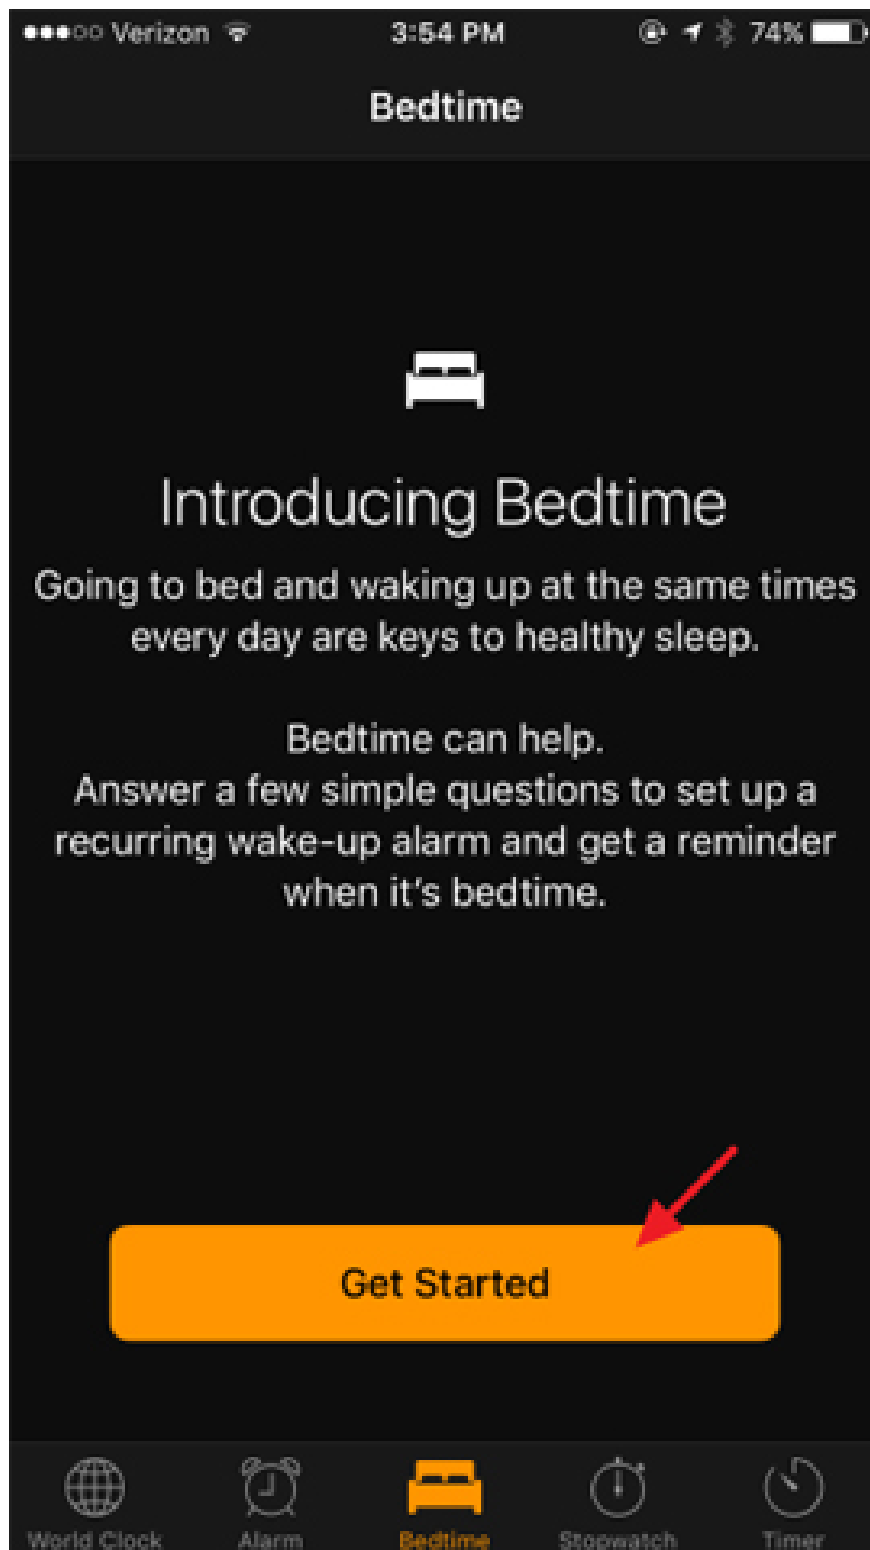 Verizon 3:54 PM 74%
Bedtime
Introducing Bedtime
Going to bed and waking up at the same times
every day are keys to healthy sleep.
Bedtime can help.
Answer a few simple questions to set up a
recurring wake-up alarm and get a reminder
when it's bedtime.
Get Started
World Clock Alarm Bedtime Stopwatch Timer